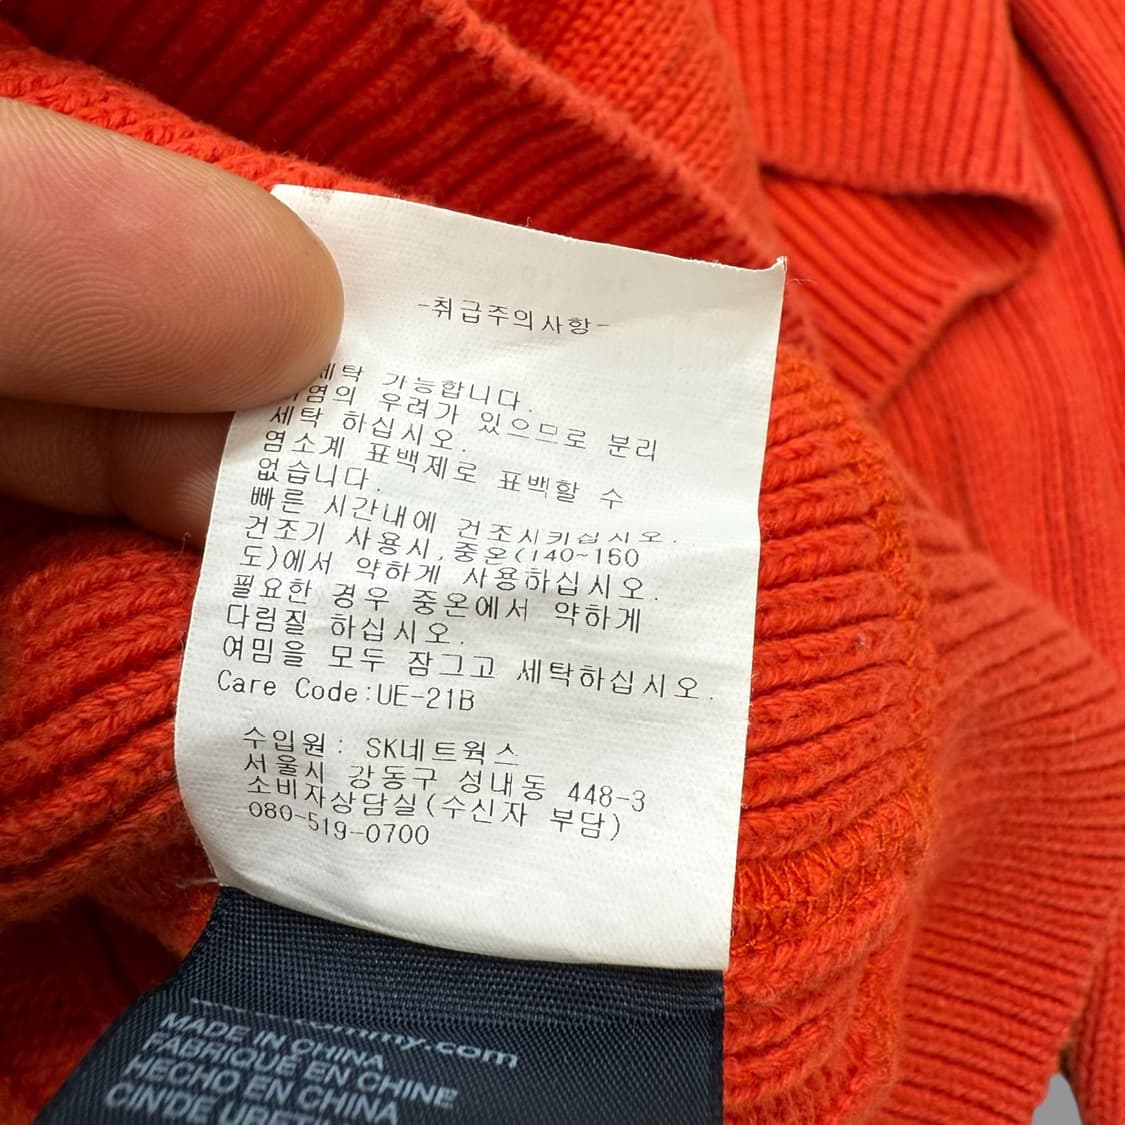 -취급주의사항-
세탁 가능합니다.
이염의 우려가 있으므로 분리
세탁 하십시오.
염소계 표백제로 표백할 수
없습니다.
빠른 시간내에 건조시키십시오.
건조기 사용시,중온(140~160
도)에서 약하게 사용하십시오.
필요한 경우 중온에서 약하게
다림질 하십시오.
여밈을 모두 잠그고 세탁하십시오.
Care Code:UE-21B
수입원: SK네트웍스
서울시 강동구 성내동 448-3
소비자상담실(수신자 부담)
080-519-0700
MADE IN CHINA
FABRIQUÉ EN CHINE
HECHO EN CHINA